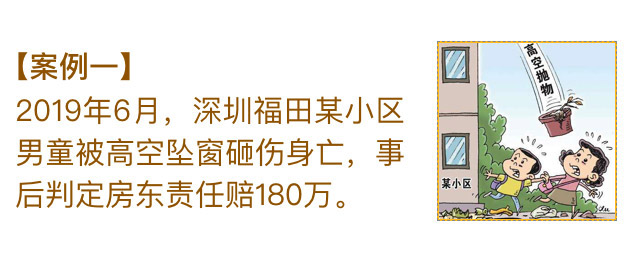 【案例一】
2019年6月，深圳福田某小区
男童被高空坠窗砸伤身亡，事
后判定房东责任赔180万。
高空抛物
某小区